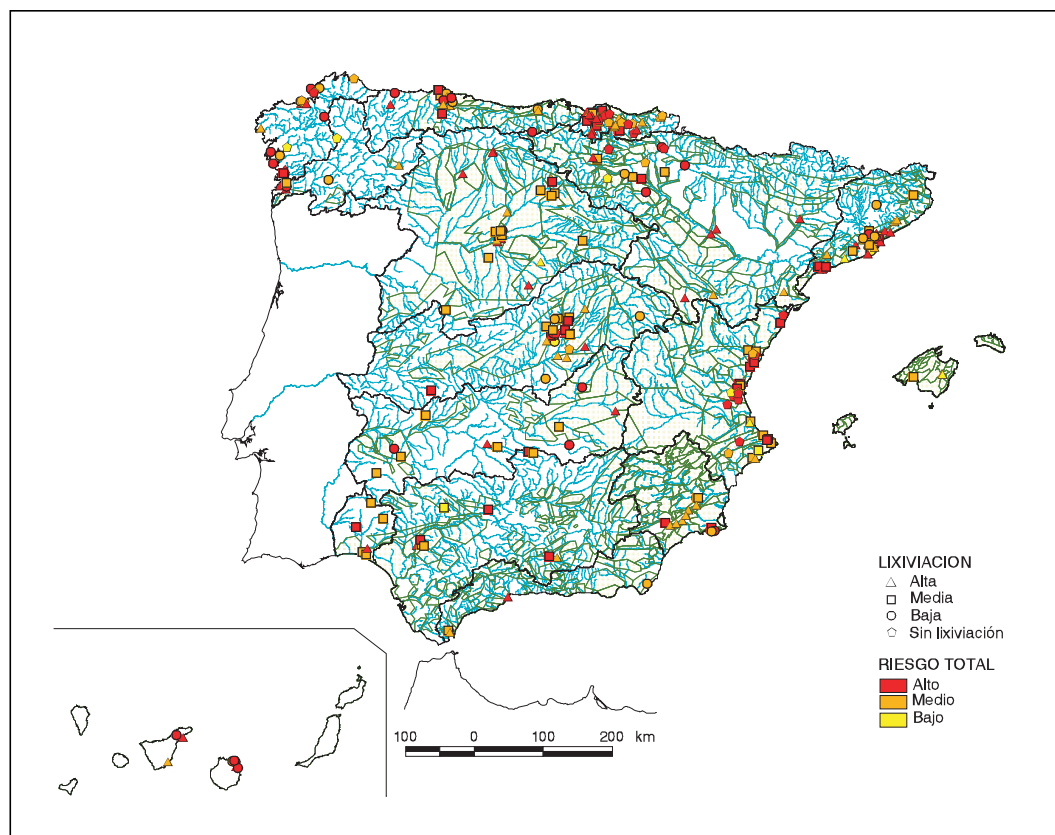 LIXIVIACION
Alta
Media
Baja
Sin lixiviación
RIESGO TOTAL
Alto
Medio
Bajo
100 0 100 200 km